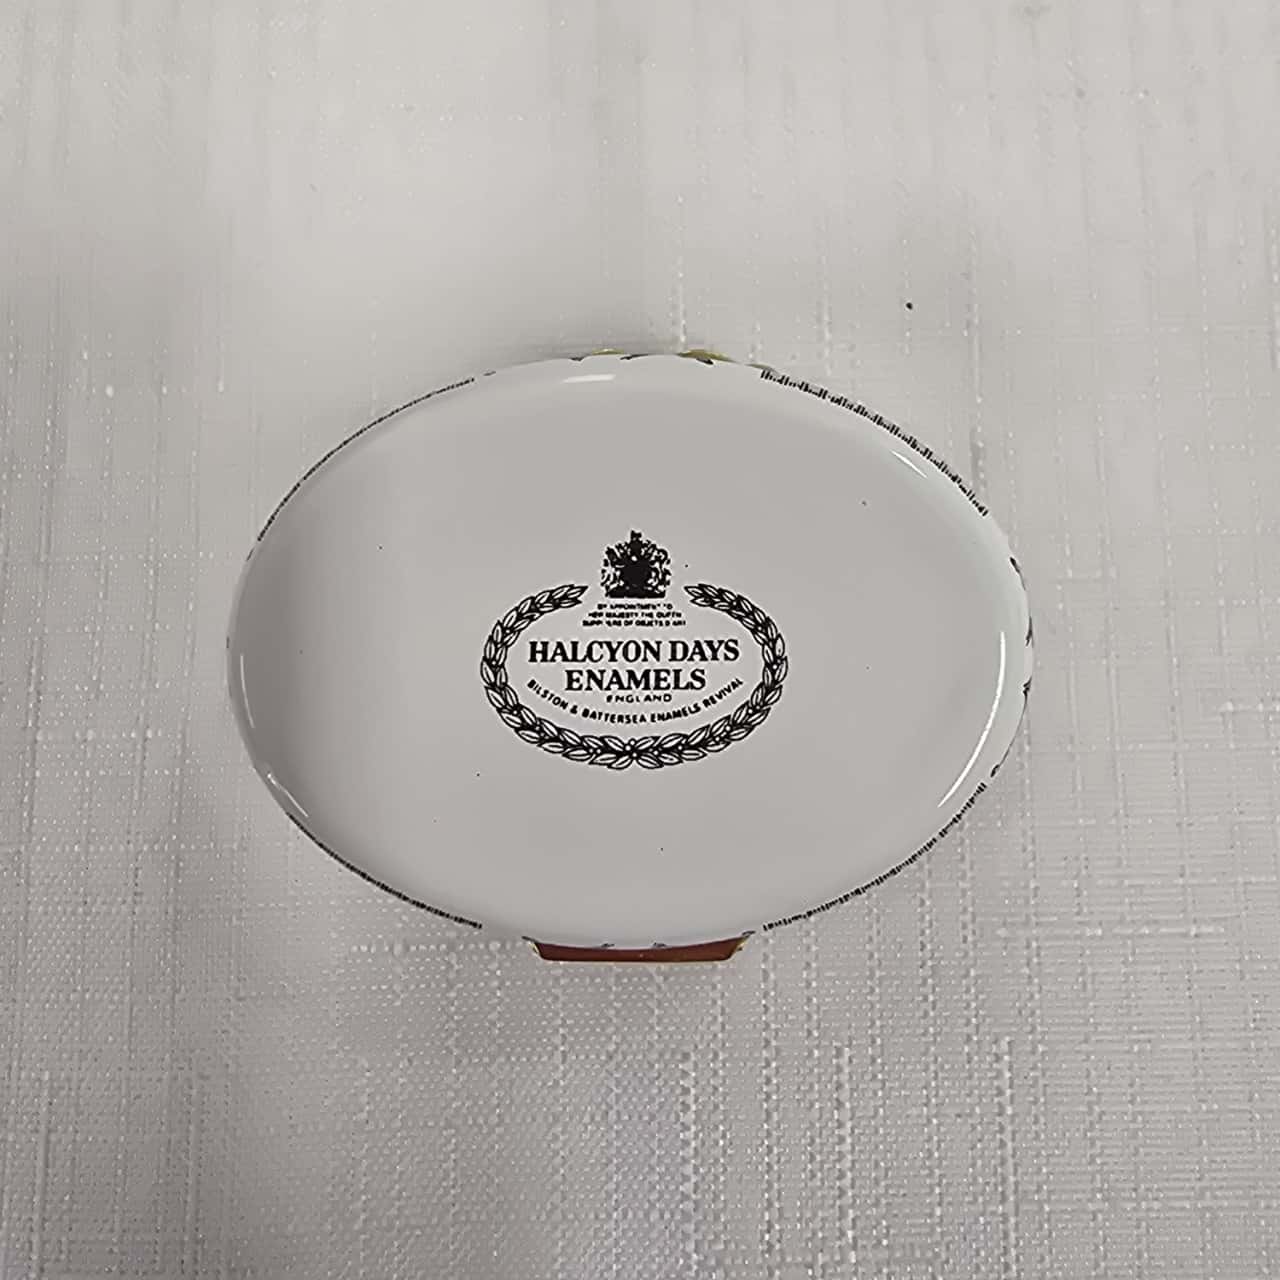 BY APPOINTMENT TO
HER MAJESTY THE QUEEN
SUPPLIERS OF OBJETS D'ART
HALCYON DAYS
ENAMELS
ENGLAND
BILSTON & BATTERSEA ENAMELS REVIVAL